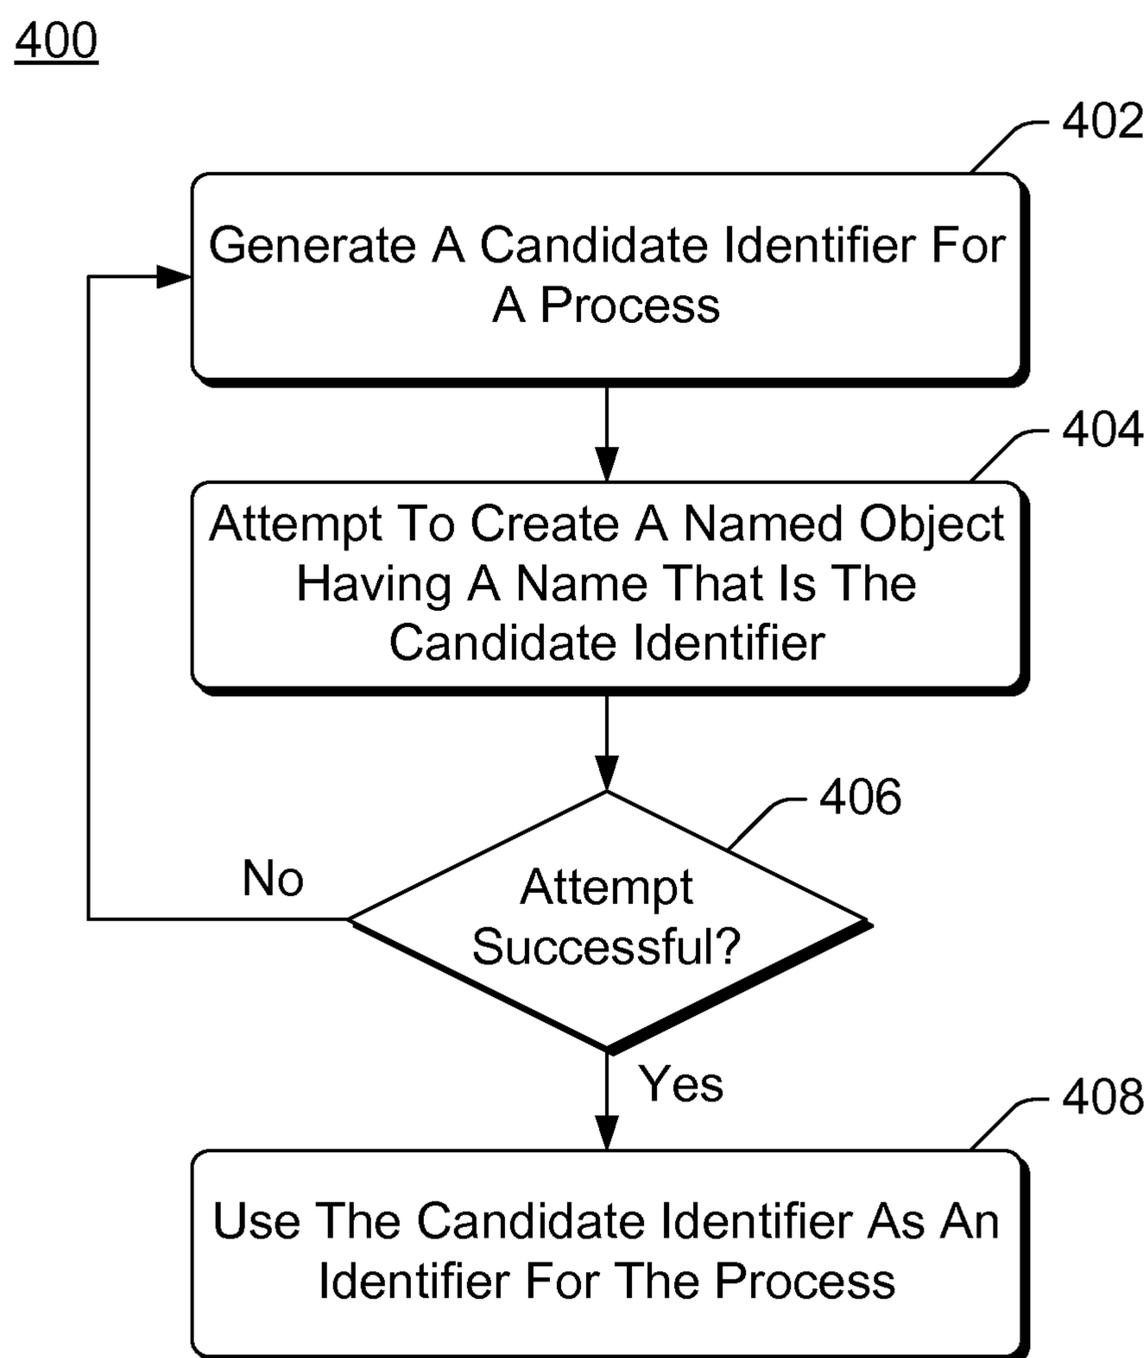 400
402
Generate A Candidate Identifier For
A Process
404
Attempt To Create A Named Object
Having A Name That Is The
Candidate Identifier
406
Attempt
Successful?
No
Yes
408
Use The Candidate Identifier As An
Identifier For The Process